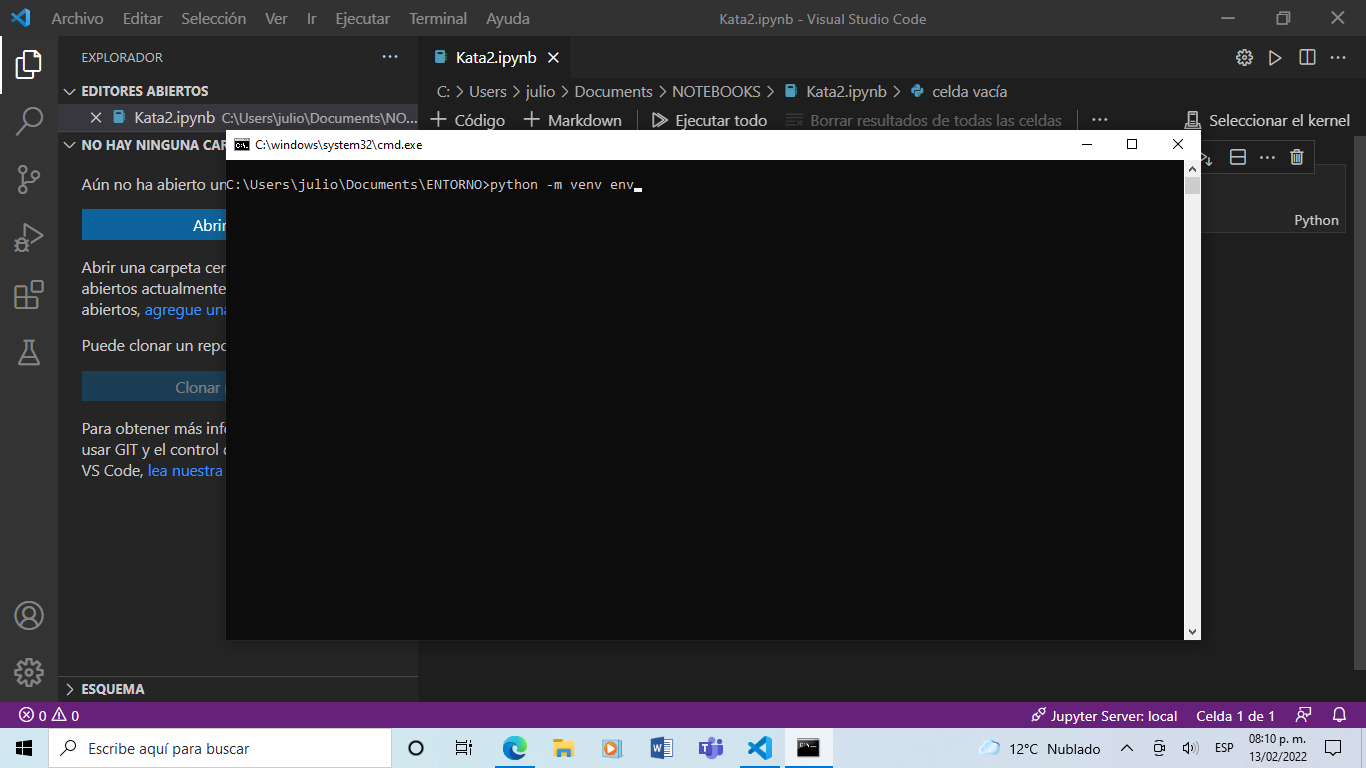 Archivo Editar Selección Ver Ir Ejecutar Terminal Ayuda Kata2.ipynb - Visual Studio Code
EXPLORADOR
EDITORES ABIERTOS
Kata2.ipynb C:\Users\julio\Documents\NO...
NO HAY NINGUNA CAR
Aún no ha abierto un
Abrir
Abrir una carpeta cer
abiertos actualmente
abiertos, agregue una
Puede clonar un repo
Clonar
Para obtener más info
usar GIT y el control
VS Code, lea nuestra
ESQUEMA
Kata2.ipynb
C: > Users > julio > Documents > NOTEBOOKS > Kata2.ipynb > celda vacía
+ Código + Markdown Ejecutar todo Borrar resultados de todas las celdas ... Seleccionar el kernel
Python
C:\windows\system32\cmd.exe
C:\Users\julio\Documents\ENTORNO>python -m venv env
0 0 Jupyter Server: local Celda 1 de 1
Escribe aquí para buscar
12°C Nublado
ESP
08:10 p. m.
13/02/2022